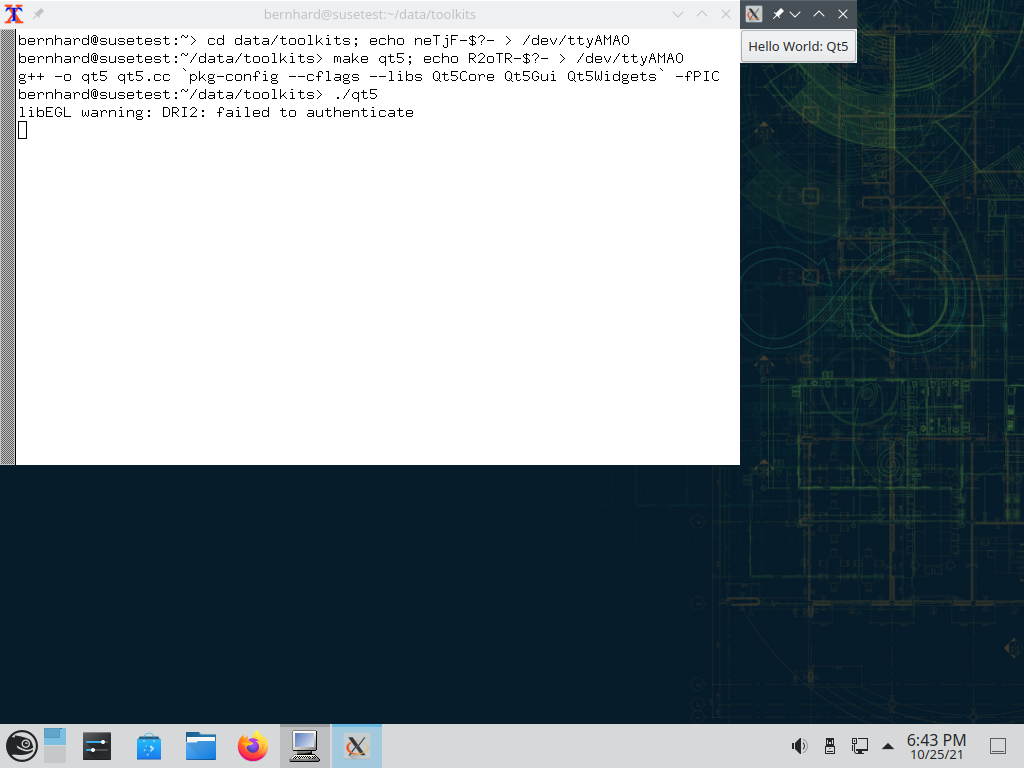 bernhard@susetest:~/data/toolkits
bernhard@susetest:~> cd data/toolkits; echo neTjF-$?- > /dev/ttyAMA0
bernhard@susetest:~/data/toolkits> make qt5; echo R2oTR-$?- > /dev/ttyAMA0
g++ -o qt5 qt5.cc `pkg-config --cflags --libs Qt5Core Qt5Gui Qt5Widgets` -fPIC
bernhard@susetest:~/data/toolkits> ./qt5
libEGL warning: DRI2: failed to authenticate
Hello World: Qt5
6:43 PM
10/25/21